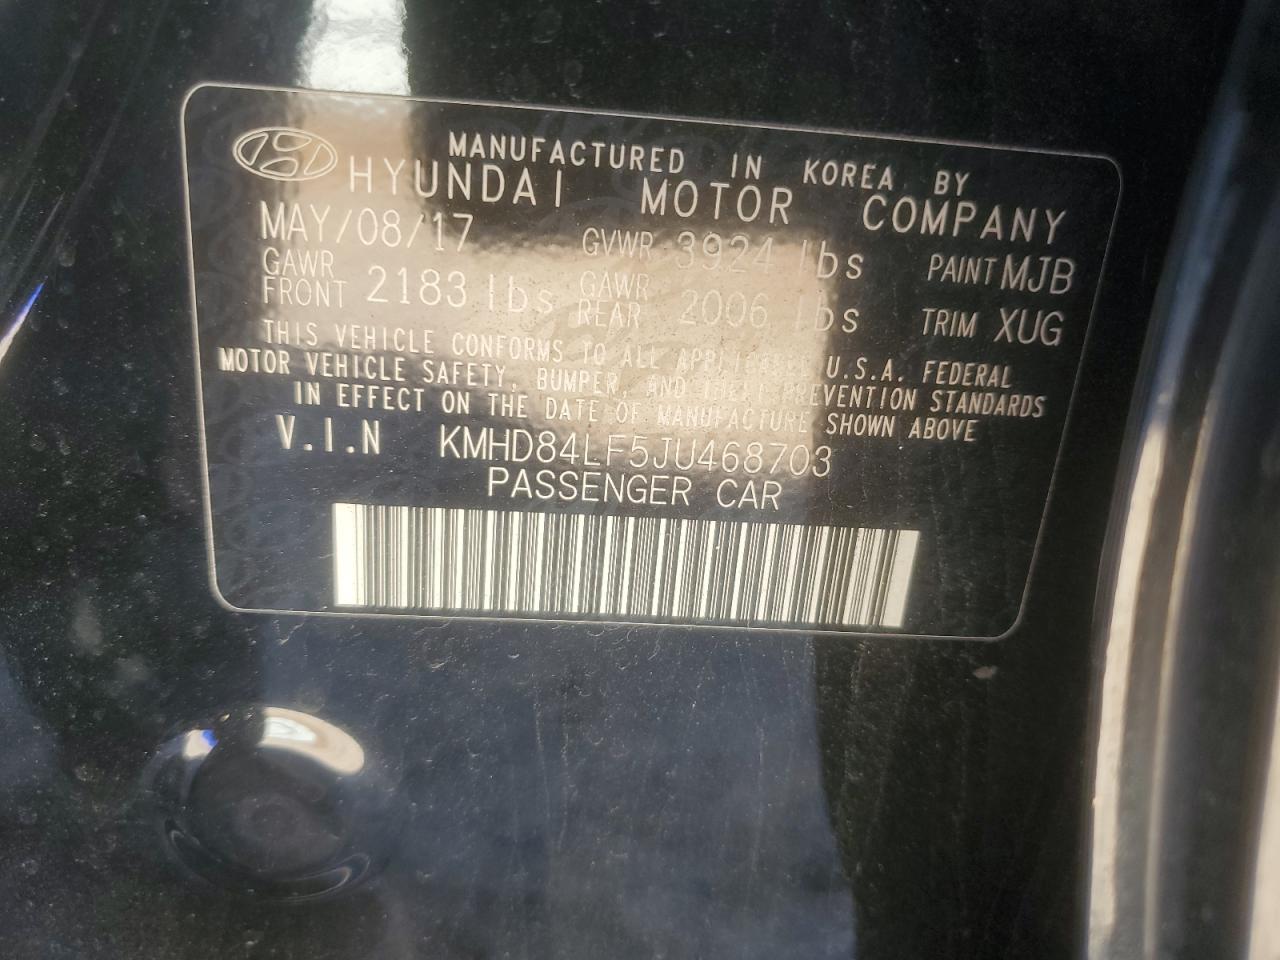 MANUFACTURED IN KOREA BY
HYUNDAI MOTOR COMPANY
MAY/08/17 GVWR 3924 lbs PAINT MJB
GAWR FRONT 2183 lbs GAWR REAR 2006 lbs TRIM XUG
THIS VEHICLE CONFORMS TO ALL APPLICABLE U.S.A. FEDERAL
MOTOR VEHICLE SAFETY, BUMPER, AND THEFT PREVENTION STANDARDS
IN EFFECT ON THE DATE OF MANUFACTURE SHOWN ABOVE
V.I.N KMHD84LF5JU468703
PASSENGER CAR